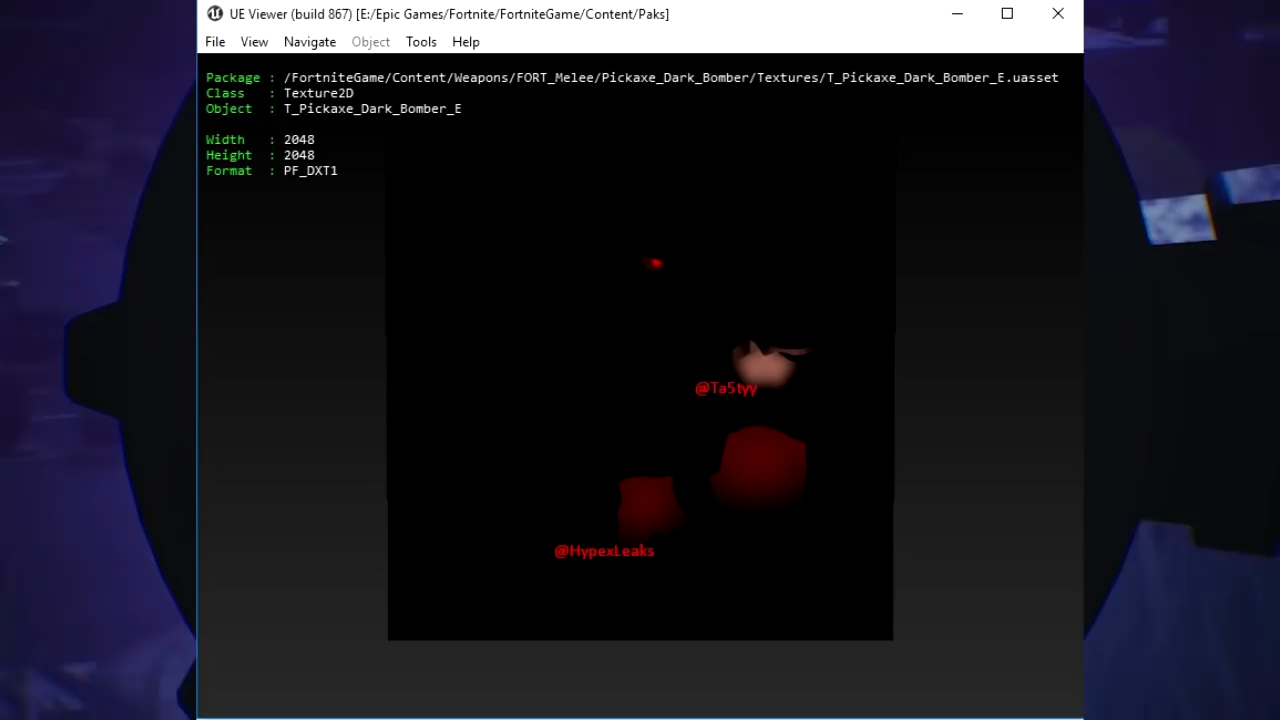 UE Viewer (build 867) [E:/Epic Games/Fortnite/FortniteGame/Content/Paks]
File View Navigate Object Tools Help
Package : /FortniteGame/Content/Weapons/FORT_Melee/Pickaxe_Dark_Bomber/Textures/T_Pickaxe_Dark_Bomber_E.uasset
Class : Texture2D
Object : T_Pickaxe_Dark_Bomber_E
Width : 2048
Height : 2048
Format : PF_DXT1
@Ta5tyy
@HypexLeaks